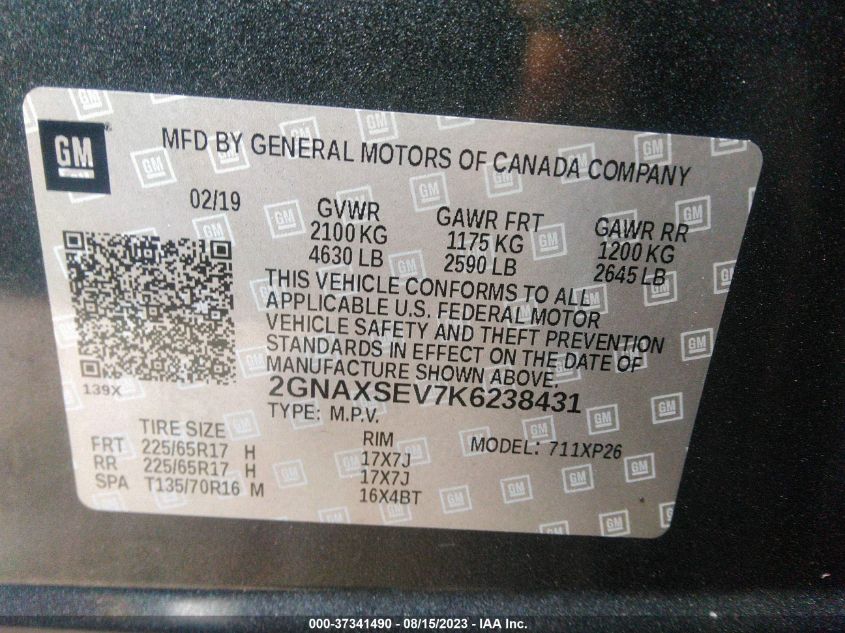 GM
MFD BY GENERAL MOTORS OF CANADA COMPANY
02/19
GVWR GAWR FRT GAWR RR
2100 KG 1175 KG 1200 KG
4630 LB 2590 LB 2645 LB
THIS VEHICLE CONFORMS TO ALL
APPLICABLE U.S. FEDERAL MOTOR
VEHICLE SAFETY AND THEFT PREVENTION
STANDARDS IN EFFECT ON THE DATE OF
MANUFACTURE SHOWN ABOVE.
139X
2GNAXSEV7K6238431
TYPE: M.P.V.
MODEL: 711XP26
TIRE SIZE RIM
FRT 225/65R17 H 17X7J
RR 225/65R17 H 17X7J
SPA T135/70R16 M 16X4BT
000-37341490 - 08/15/2023 - IAA Inc.